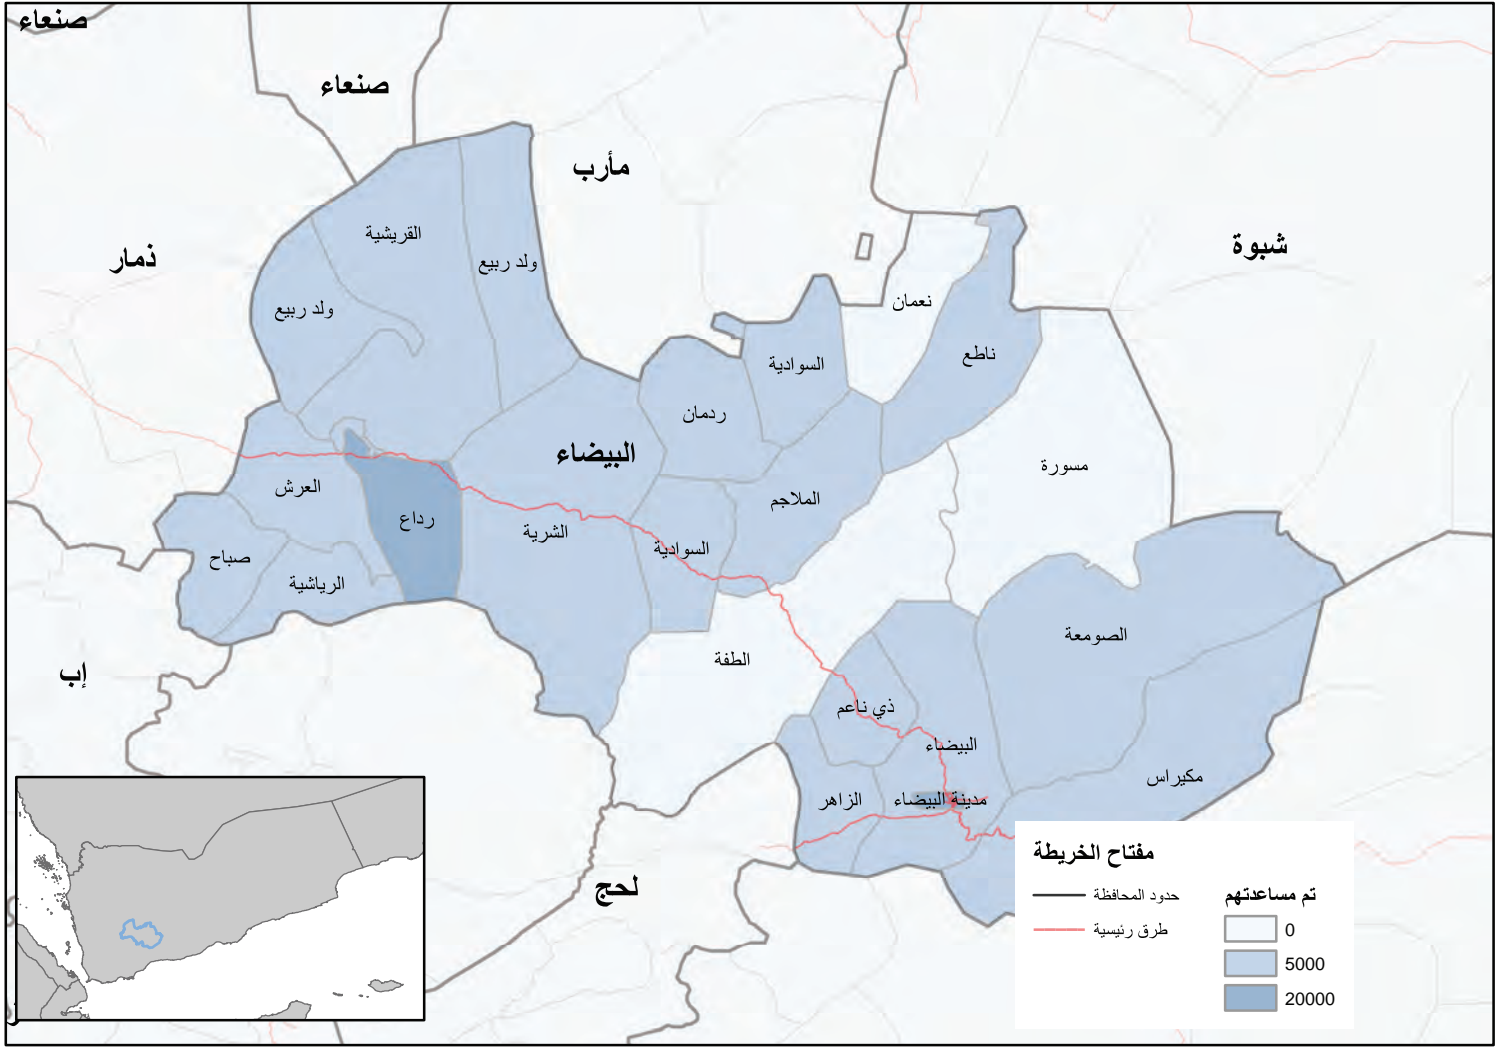 صنعاء
صنعاء
مأرب
ذمار
شبوة
القريشية
ولد ربيع
ولد ربيع
نعمان
ناطع
السوادية
ردمان
البيضاء
مسورة
العرش
الملاجم
رداع
الشرية
السوادية
صباح
الرياشية
الصومعة
الطفة
إب
ذي ناعم
البيضاء
مكيراس
الزاهر
مدينة البيضاء
لحج
مفتاح الخريطة
حدود المحافظة
طرق رئيسية
تم مساعدتهم
0
5000
20000